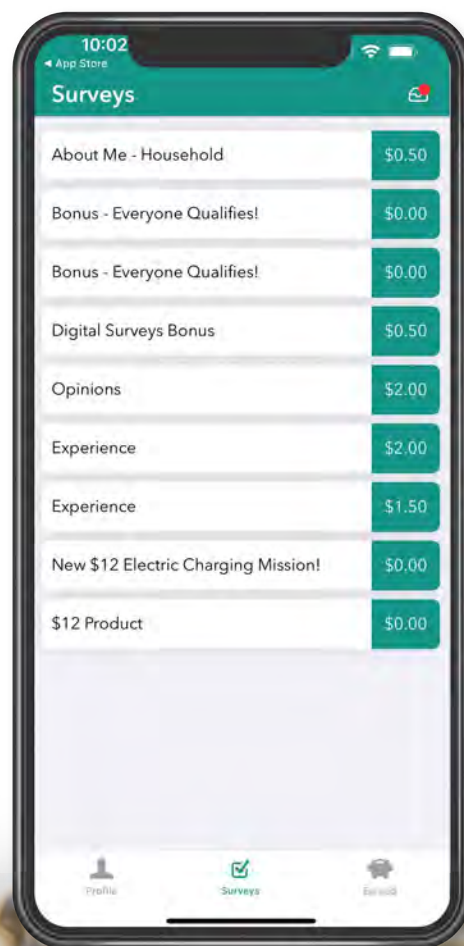 10:02
◂ App Store
Surveys
About Me - Household $0.50
Bonus - Everyone Qualifies! $0.00
Bonus - Everyone Qualifies! $0.00
Digital Surveys Bonus $0.50
Opinions $2.00
Experience $2.00
Experience $1.50
New $12 Electric Charging Mission! $0.00
$12 Product $0.00
Profile Surveys Earned